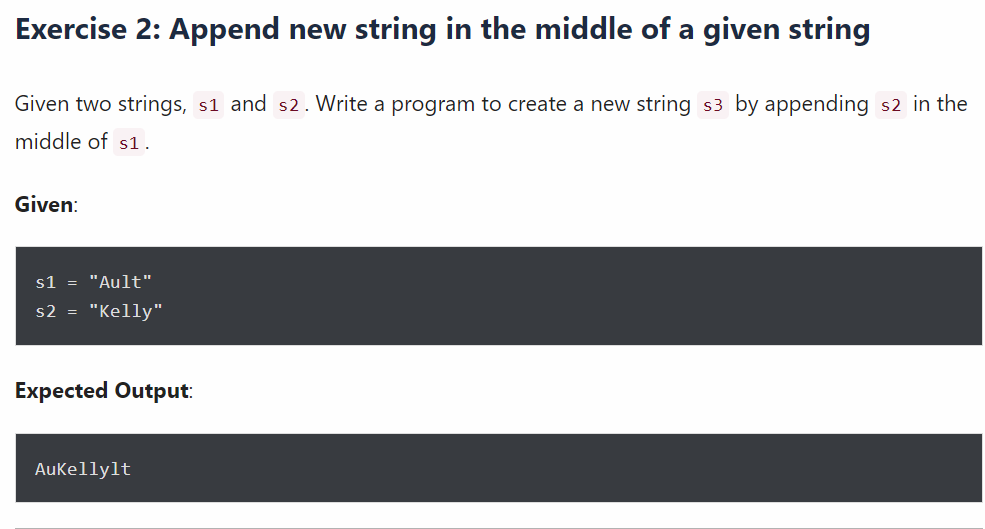 Exercise 2: Append new string in the middle of a given string
Given two strings, s1 and s2. Write a program to create a new string s3 by appending s2 in the
middle of s1.
Given:
s1 = "Ault"
s2 = "Kelly"
Expected Output:
AuKellylt